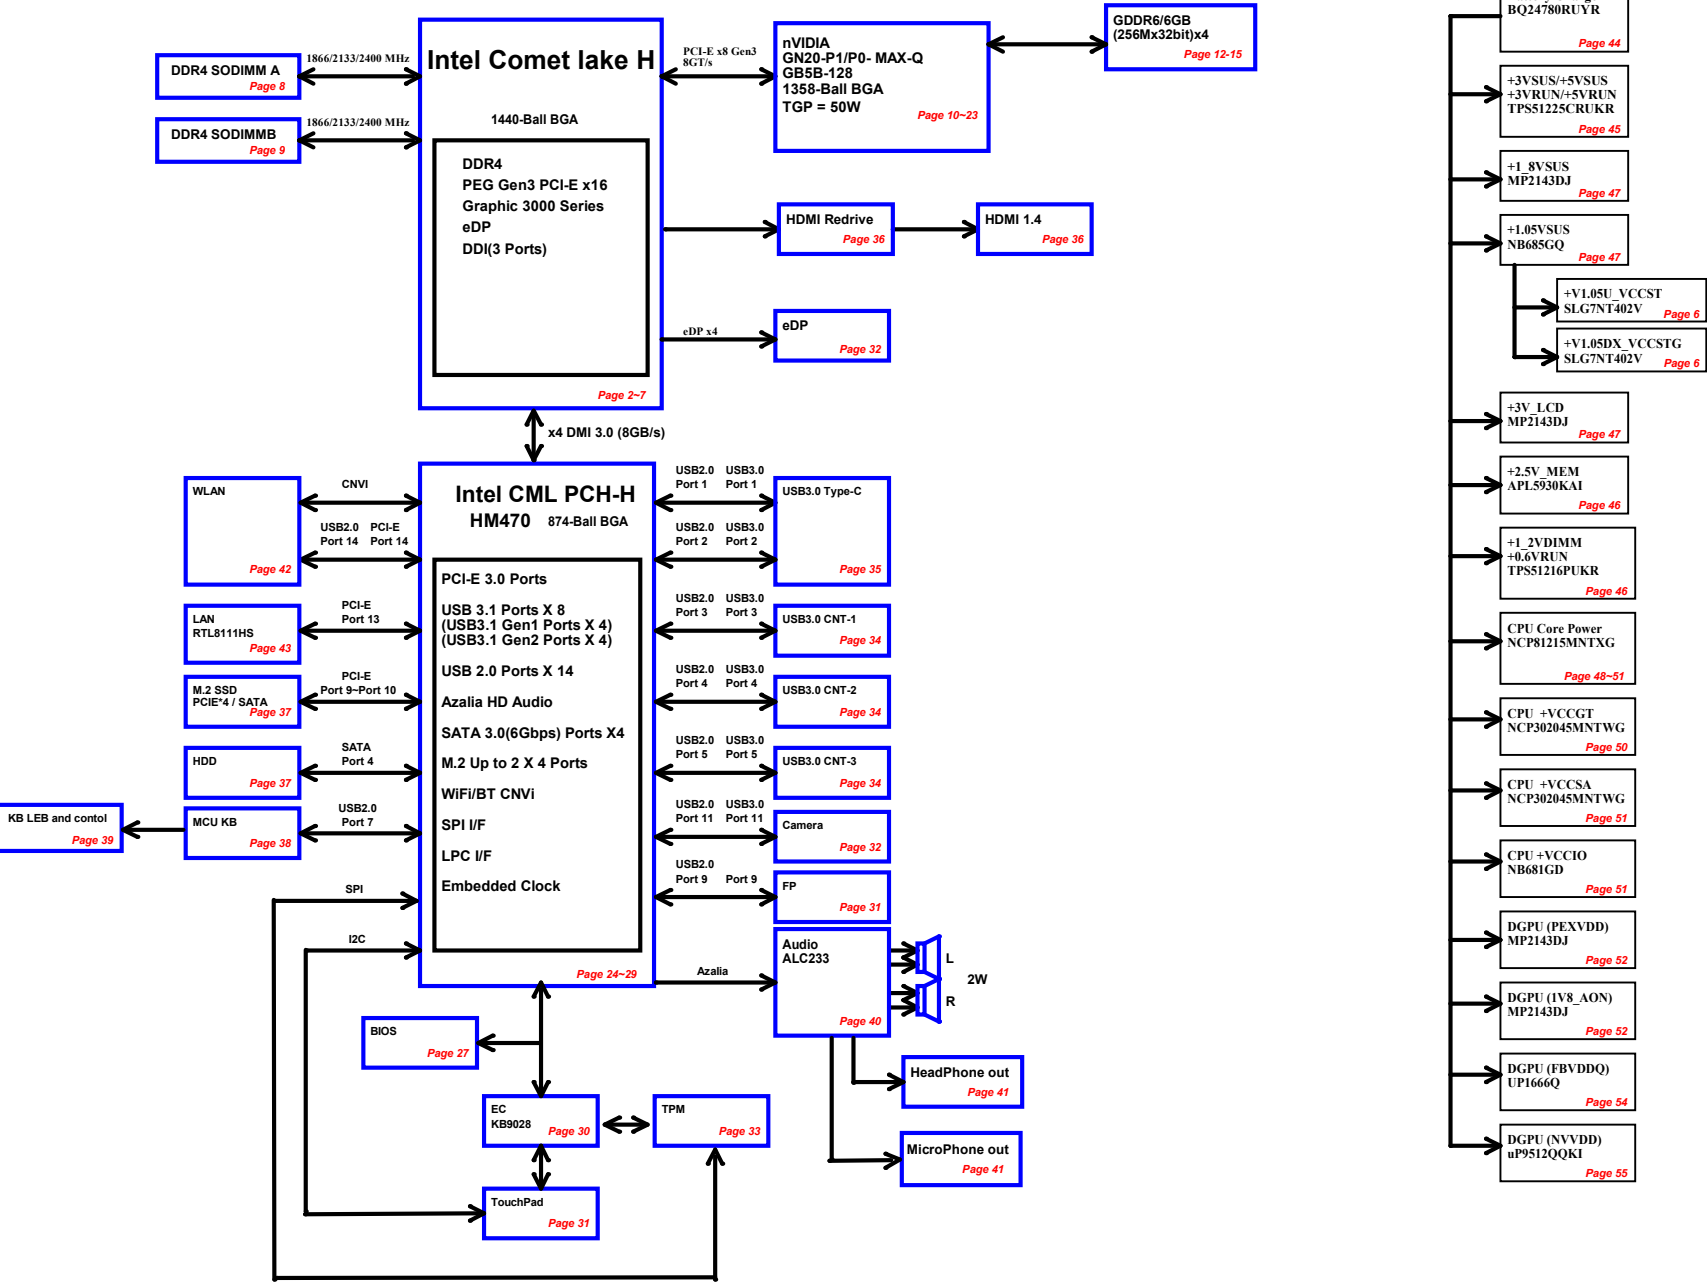 DDR4 SODIMM A
Page 8
1866/2133/2400 MHz
DDR4 SODIMMB
Page 9
1866/2133/2400 MHz
Intel Comet lake H
1440-Ball BGA
DDR4
PEG Gen3 PCI-E x16
Graphic 3000 Series
eDP
DDI(3 Ports)
Page 2~7
PCI-E x8 Gen3
8GT/s
nVIDIA
GN20-P1/P0- MAX-Q
GB5B-128
1358-Ball BGA
TGP = 50W
Page 10~23
GDDR6/6GB
(256Mx32bit)x4
Page 12-15
HDMI Redrive
Page 36
HDMI 1.4
Page 36
eDP x4
eDP
Page 32
x4 DMI 3.0 (8GB/s)
Intel CML PCH-H
HM470 874-Ball BGA
PCI-E 3.0 Ports
USB 3.1 Ports X 8
(USB3.1 Gen1 Ports X 4)
(USB3.1 Gen2 Ports X 4)
USB 2.0 Ports X 14
Azalia HD Audio
SATA 3.0(6Gbps) Ports X4
M.2 Up to 2 X 4 Ports
WiFi/BT CNVi
SPI I/F
LPC I/F
Embedded Clock
Page 24~29
WLAN
Page 42
CNVI
USB2.0 PCI-E
Port 14 Port 14
LAN
RTL8111HS
Page 43
PCI-E
Port 13
M.2 SSD
PCIE*4 / SATA
Page 37
PCI-E
Port 9~Port 10
HDD
Page 37
SATA
Port 4
KB LEB and contol
Page 39
MCU KB
Page 38
USB2.0
Port 7
SPI
I2C
USB2.0 USB3.0
Port 1 Port 1
USB2.0 USB3.0
Port 2 Port 2
USB3.0 Type-C
Page 35
USB2.0 USB3.0
Port 3 Port 3
USB3.0 CNT-1
Page 34
USB2.0 USB3.0
Port 4 Port 4
USB3.0 CNT-2
Page 34
USB2.0 USB3.0
Port 5 Port 5
USB3.0 CNT-3
Page 34
USB2.0 USB3.0
Port 11 Port 11
Camera
Page 32
USB2.0
Port 9 Port 9
FP
Page 31
Azalia
Audio
ALC233
Page 40
L
2W
R
HeadPhone out
Page 41
MicroPhone out
Page 41
BIOS
Page 27
EC
KB9028
Page 30
TPM
Page 33
TouchPad
Page 31
BQ24780RUYR
Page 44
+3VSUS/+5VSUS
+3VRUN/+5VRUN
TPS51225CRUKR
Page 45
+1_8VSUS
MP2143DJ
Page 47
+1.05VSUS
NB685GQ
Page 47
+V1.05U_VCCST
SLG7NT402V
Page 6
+V1.05DX_VCCSTG
SLG7NT402V
Page 6
+3V_LCD
MP2143DJ
Page 47
+2.5V_MEM
APL5930KAI
Page 46
+1_2VDIMM
+0.6VRUN
TPS51216PUKR
Page 46
CPU Core Power
NCP81215MNTXG
Page 48~51
CPU +VCCGT
NCP302045MNTWG
Page 50
CPU +VCCSA
NCP302045MNTWG
Page 51
CPU +VCCIO
NB681GD
Page 51
DGPU (PEXVDD)
MP2143DJ
Page 52
DGPU (1V8_AON)
MP2143DJ
Page 52
DGPU (FBVDDQ)
UP1666Q
Page 54
DGPU (NVVDD)
uP9512QQKI
Page 55